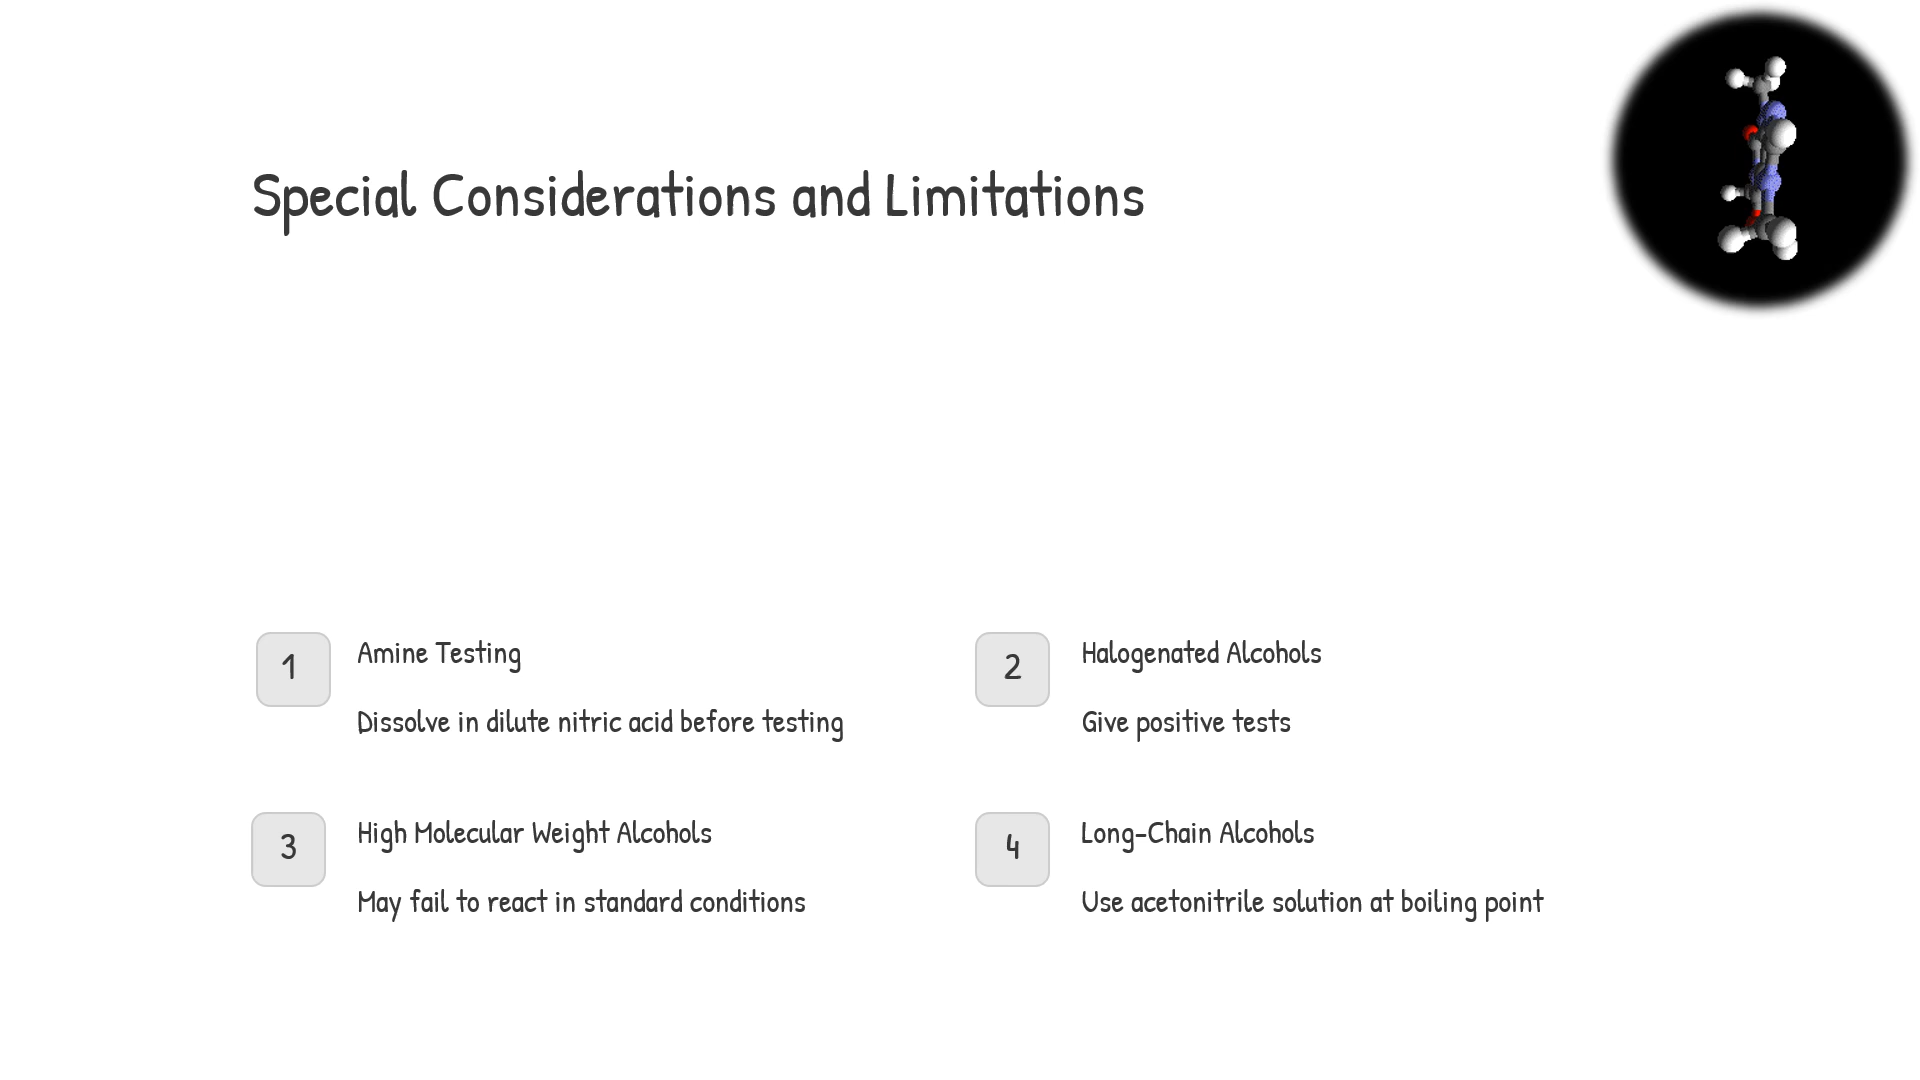 Special Considerations and Limitations
1
Amine Testing
Dissolve in dilute nitric acid before testing
2
Halogenated Alcohols
Give positive tests
3
High Molecular Weight Alcohols
May fail to react in standard conditions
4
Long-Chain Alcohols
Use acetonitrile solution at boiling point